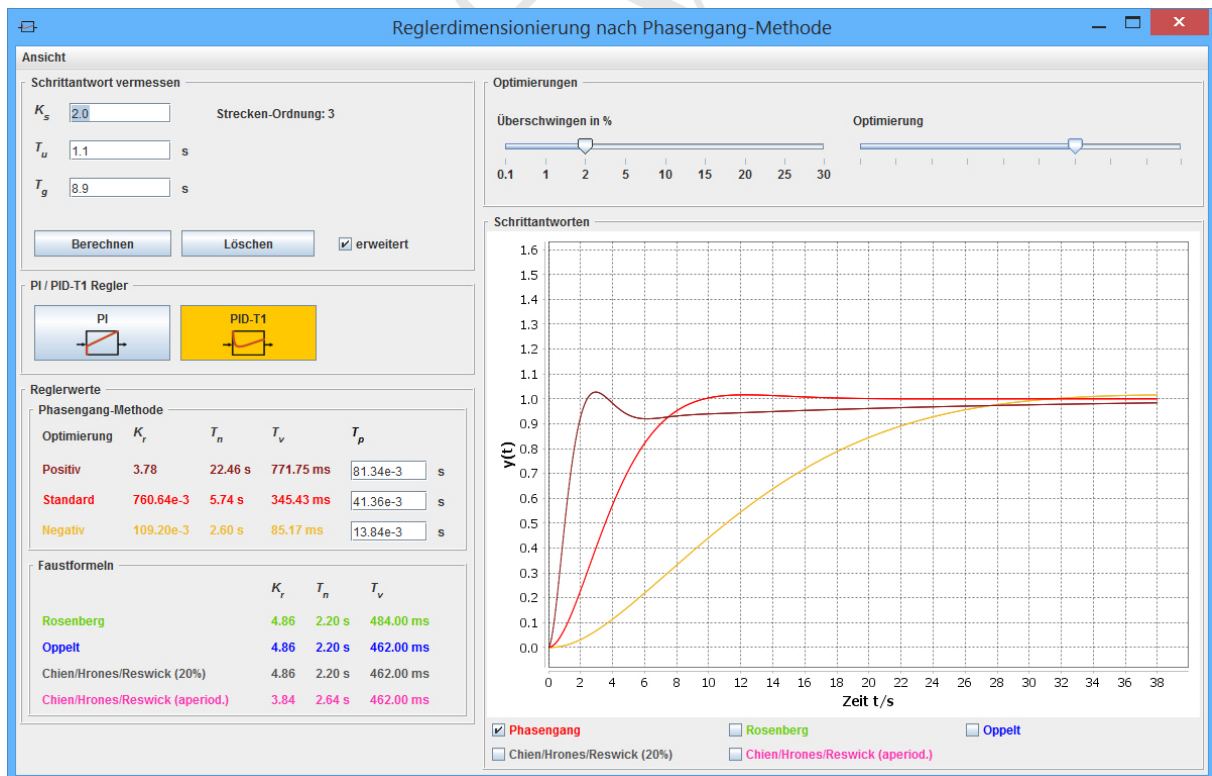 Reglerdimensionierung nach Phasengang-Methode
Ansicht
Schrittantwort vermessen
Ks 2.0 Strecken-Ordnung: 3
Tu 1.1 s
Tg 8.9 s
Berechnen Löschen erweitert
PI / PID-T1 Regler
PI PID-T1
Reglerwerte
Phasengang-Methode
Optimierung Kr Tn Tv Tp
Positiv 3.78 22.46 s 771.75 ms 81.34e-3 s
Standard 760.64e-3 5.74 s 345.43 ms 41.36e-3 s
Negativ 109.20e-3 2.60 s 85.17 ms 13.84e-3 s
Faustformeln
Kr Tn Tv
Rosenberg 4.86 2.20 s 484.00 ms
Oppelt 4.86 2.20 s 462.00 ms
Chien/Hrones/Reswick (20%) 4.86 2.20 s 462.00 ms
Chien/Hrones/Reswick (aperiod.) 3.84 2.64 s 462.00 ms
Optimierungen
Überschwingen in % Optimierung
0.1 1 2 5 10 15 20 25 30
Schrittantworten
1.6
1.5
1.4
1.3
1.2
1.1
1.0
0.9
0.8
0.7
0.6
0.5
0.4
0.3
0.2
0.1
0.0
y(t)
0 2 4 6 8 10 12 14 16 18 20 22 24 26 28 30 32 34 36 38
Zeit t/s
Phasengang Rosenberg Oppelt
Chien/Hrones/Reswick (20%) Chien/Hrones/Reswick (aperiod.)